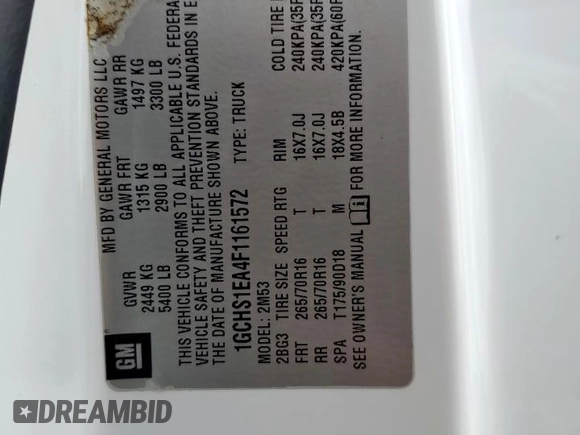 MFD BY GENERAL MOTORS LLC
GVWR GAWR FRT GAWR RR
2449 KG 1315 KG 1497 KG
5400 LB 2900 LB 3300 LB
THIS VEHICLE CONFORMS TO ALL APPLICABLE U.S. FEDERA
VEHICLE SAFETY AND THEFT PREVENTION STANDARDS IN E
THE DATE OF MANUFACTURE SHOWN ABOVE.
1GCHS1EA4F1161572 TYPE: TRUCK
MODEL: 2M53
2BG3 TIRE SIZE SPEED RTG RIM COLD TIRE
FRT 265/70R16 T 16X7.0J 240KPA(35P
RR 265/70R16 T 16X7.0J 240KPA(35P
SPA T175/90D18 M 18X4.5B 420KPA(60P
SEE OWNER'S MANUAL FOR MORE INFORMATION.
GM
DREAMBID